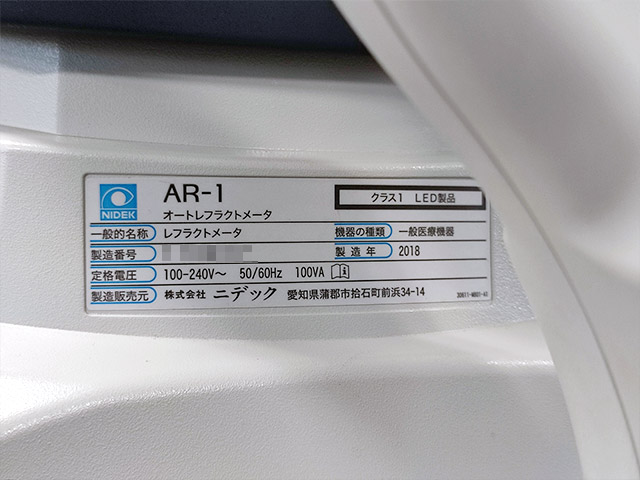 NIDEK
AR-1
オートレフラクトメータ
クラス1 LED製品
一般的名称 レフラクトメータ
機器の種類 一般医療機器
製造番号
製造年 2018
定格電圧 100-240V～ 50/60Hz 100VA
製造販売元 株式会社 ニデック 愛知県蒲郡市拾石町前浜34-14